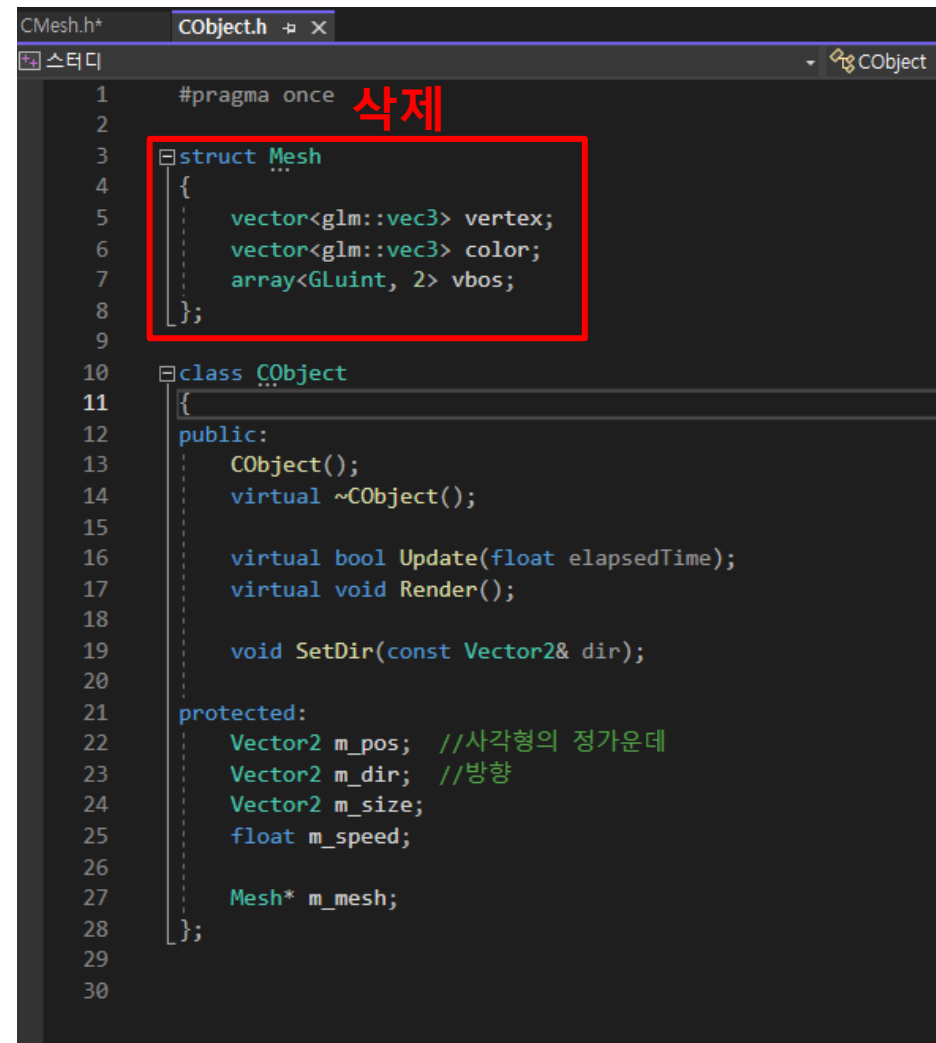 CMesh.h* CObject.h
스터디 CObject
1 #pragma once 삭제
2
3 struct Mesh
4 {
5 vector<glm::vec3> vertex;
6 vector<glm::vec3> color;
7 array<GLuint, 2> vbos;
8 };
9
10 class CObject
11 {
12 public:
13 CObject();
14 virtual ~CObject();
15
16 virtual bool Update(float elapsedTime);
17 virtual void Render();
18
19 void SetDir(const Vector2& dir);
20
21 protected:
22 Vector2 m_pos; //사각형의 정가운데
23 Vector2 m_dir; //방향
24 Vector2 m_size;
25 float m_speed;
26
27 Mesh* m_mesh;
28 };
29
30